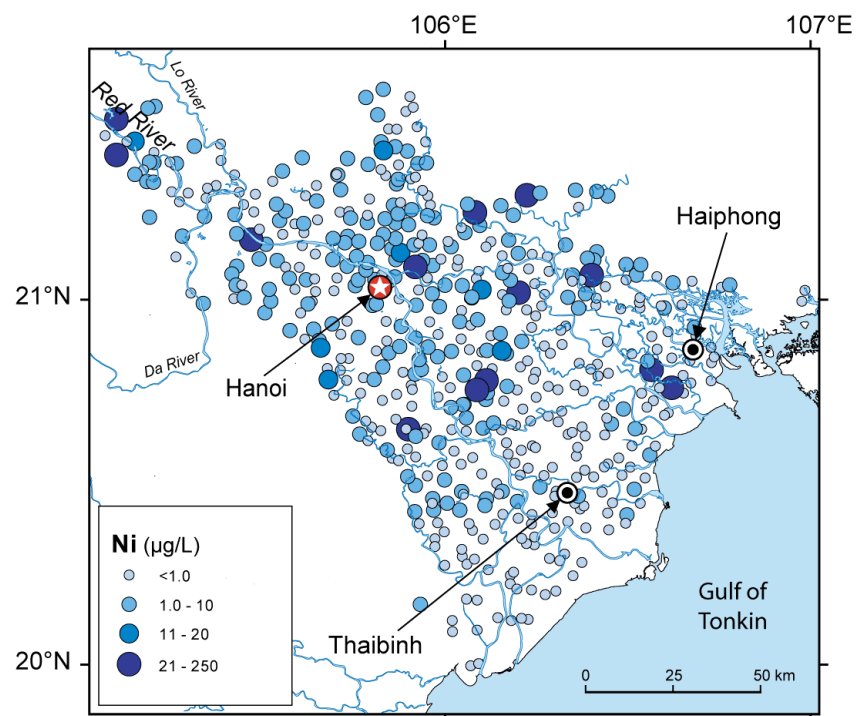 106°E
107°E
Lo River
Red River
Haiphong
21°N
Da River
Hanoi
Ni (µg/L)
<1.0
1.0 - 10
11 - 20
21 - 250
Gulf of
Tonkin
Thaibinh
20°N
0 25 50 km